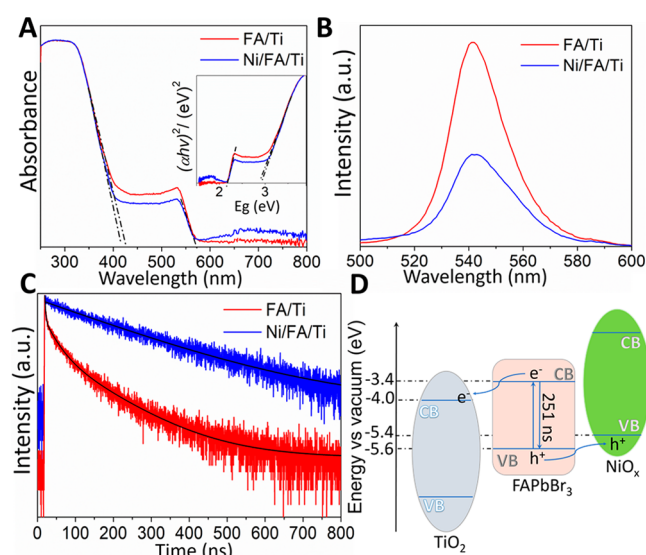 A
FA/Ti
Ni/FA/Ti
Absorbance
(αhν)²/ (eV)²
2
3
Eg (eV)
300 400 500 600 700 800
Wavelength (nm)
B
FA/Ti
Ni/FA/Ti
Intensity (a.u.)
500 520 540 560 580 600
Wavelength (nm)
C
FA/Ti
Ni/FA/Ti
Intensity (a.u.)
0 100 200 300 400 500 600 700 800
Time (ns)
D
Energy vs vacuum (eV)
-3.4
-4.0
-5.4
-5.6
CB
e⁻
CB
e
CB
251 ns
VB
h⁺
VB
h⁺
VB
TiO₂
FAPbBr₃
NiOₓ